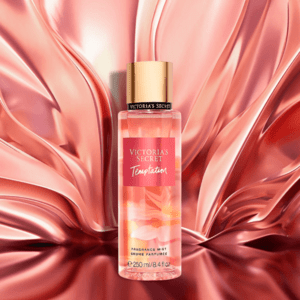 VICTORIA'S SECRET
VICTORIA'S
SECRET
Temptation
FRAGRANCE MIST
BRUME PARFUMÉE
250 ml/8.4 fl oz